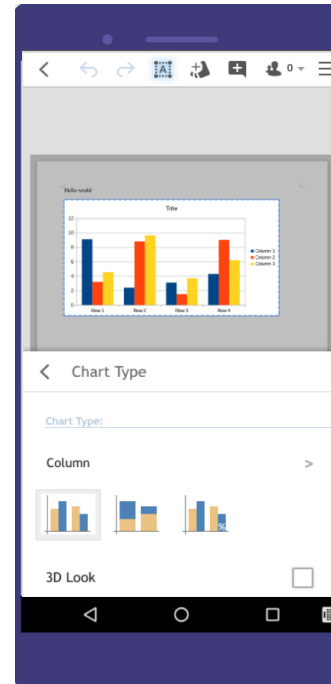 A 0
Hello world
Title
12
10
8
6
4
2
0
Row 1 Row 2 Row 3 Row 4
Column 1
Column 2
Column 3
Chart Type
Chart Type:
Column >
%
3D Look